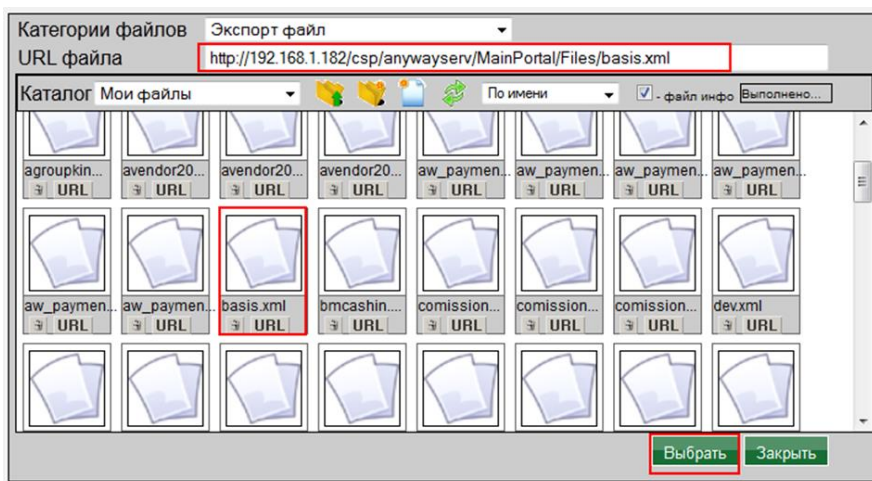 Категории файлов Экспорт файл
URL файла http://192.168.1.182/csp/anywayserv/MainPortal/Files/basis.xml
Каталог Мои файлы По имени - файл инфо Выполнено...
agroupkin... avendor20... avendor20... avendor20... aw_paymen... aw_paymen... aw_paymen... aw_paymen...
URL URL URL URL URL URL URL URL
aw_paymen... aw_paymen... basis.xml bmcashin.... comission... comission... comission... dev.xml
URL URL URL URL URL URL URL URL
Выбрать Закрыть